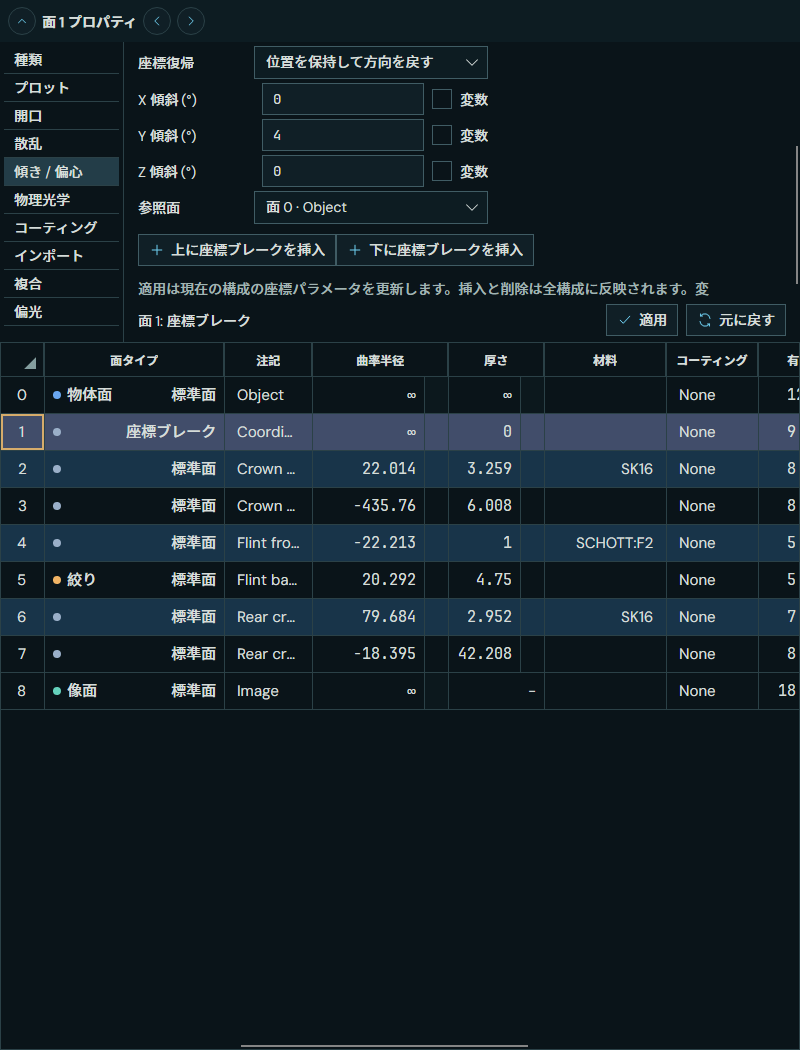 面 1 プロパティ
種類
プロット
開口
散乱
傾き / 偏心
物理光学
コーティング
インポート
複合
偏光
座標復帰 位置を保持して方向を戻す
X 傾斜 (°) 0 変数
Y 傾斜 (°) 4 変数
Z 傾斜 (°) 0 変数
参照面 面 0 · Object
+ 上に座標ブレークを挿入 + 下に座標ブレークを挿入
適用は現在の構成の座標パラメータを更新します。挿入と削除は全構成に反映されます。変
面 1: 座標ブレーク 適用 元に戻す
面タイプ 注記 曲率半径 厚さ 材料 コーティング 有
0 物体面 標準面 Object ∞ ∞ None 12
1 座標ブレーク Coordi... ∞ 0 None 9
2 標準面 Crown ... 22.014 3.259 SK16 None 8
3 標準面 Crown ... -435.76 6.008 None 8
4 標準面 Flint fro... -22.213 1 SCHOTT:F2 None 5
5 絞り 標準面 Flint ba... 20.292 4.75 None 5
6 標準面 Rear cr... 79.684 2.952 SK16 None 7
7 標準面 Rear cr... -18.395 42.208 None 8
8 像面 標準面 Image ∞ - None 18